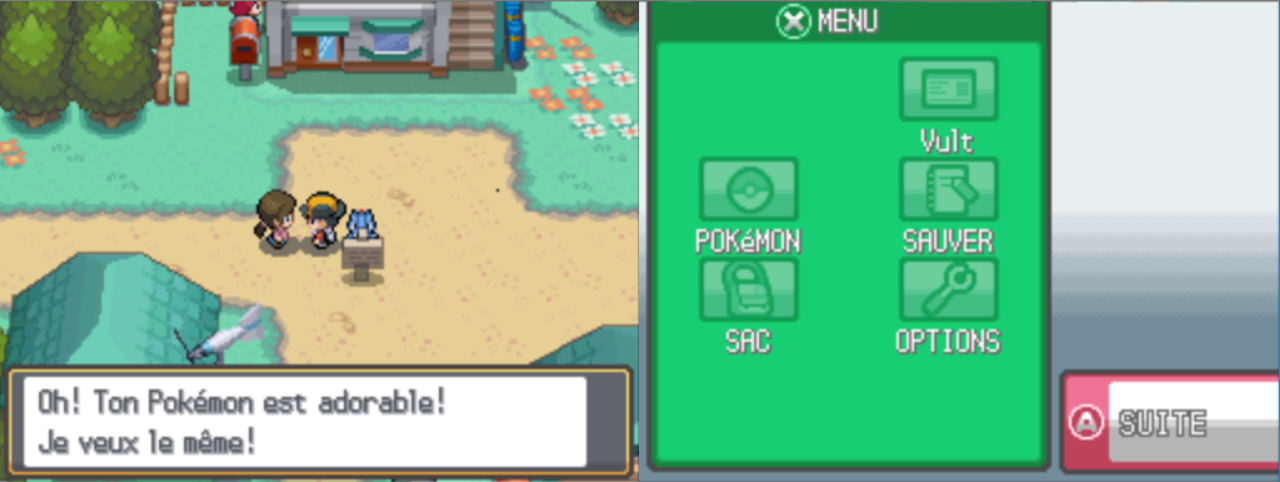 Oh! Ton Pokémon est adorable!
Je veux le même!
X MENU
Vult
POKéMON
SAUVER
SAC
OPTIONS
A SUITE